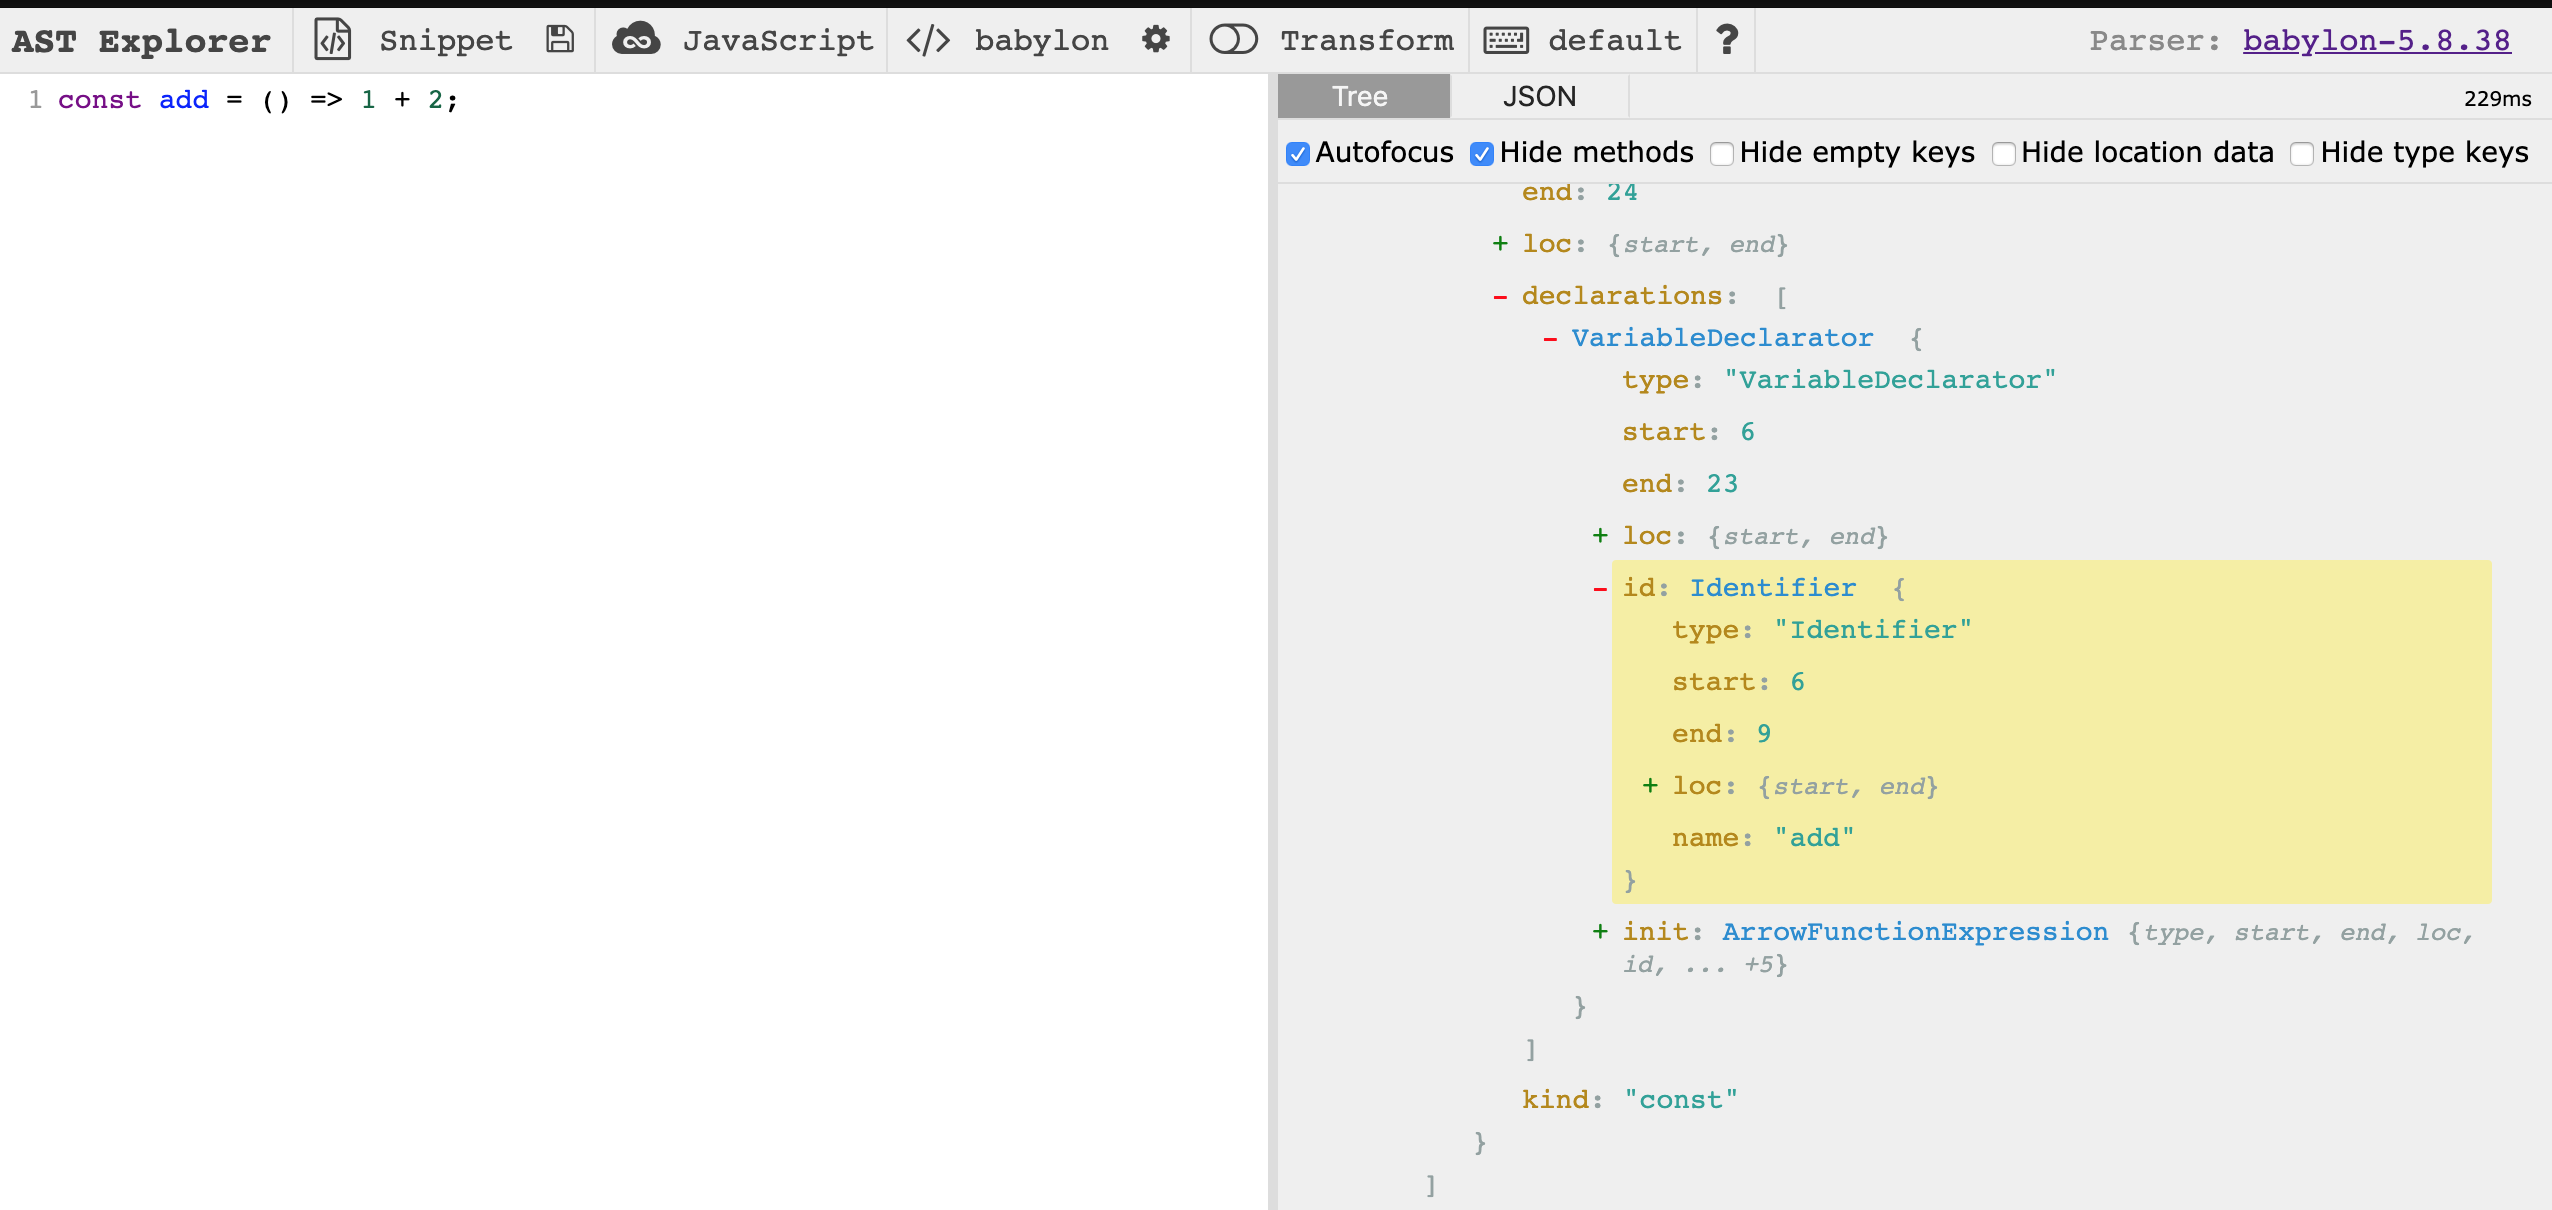 AST Explorer Snippet JavaScript </> babylon Transform default ? Parser: babylon-5.8.38
1 const add = () => 1 + 2;
Tree JSON 229ms
Autofocus Hide methods Hide empty keys Hide location data Hide type keys
end: 24
+ loc: {start, end}
- declarations: [
- VariableDeclarator {
type: "VariableDeclarator"
start: 6
end: 23
+ loc: {start, end}
- id: Identifier {
type: "Identifier"
start: 6
end: 9
+ loc: {start, end}
name: "add"
}
+ init: ArrowFunctionExpression {type, start, end, loc,
id, ... +5}
}
]
kind: "const"
}
]